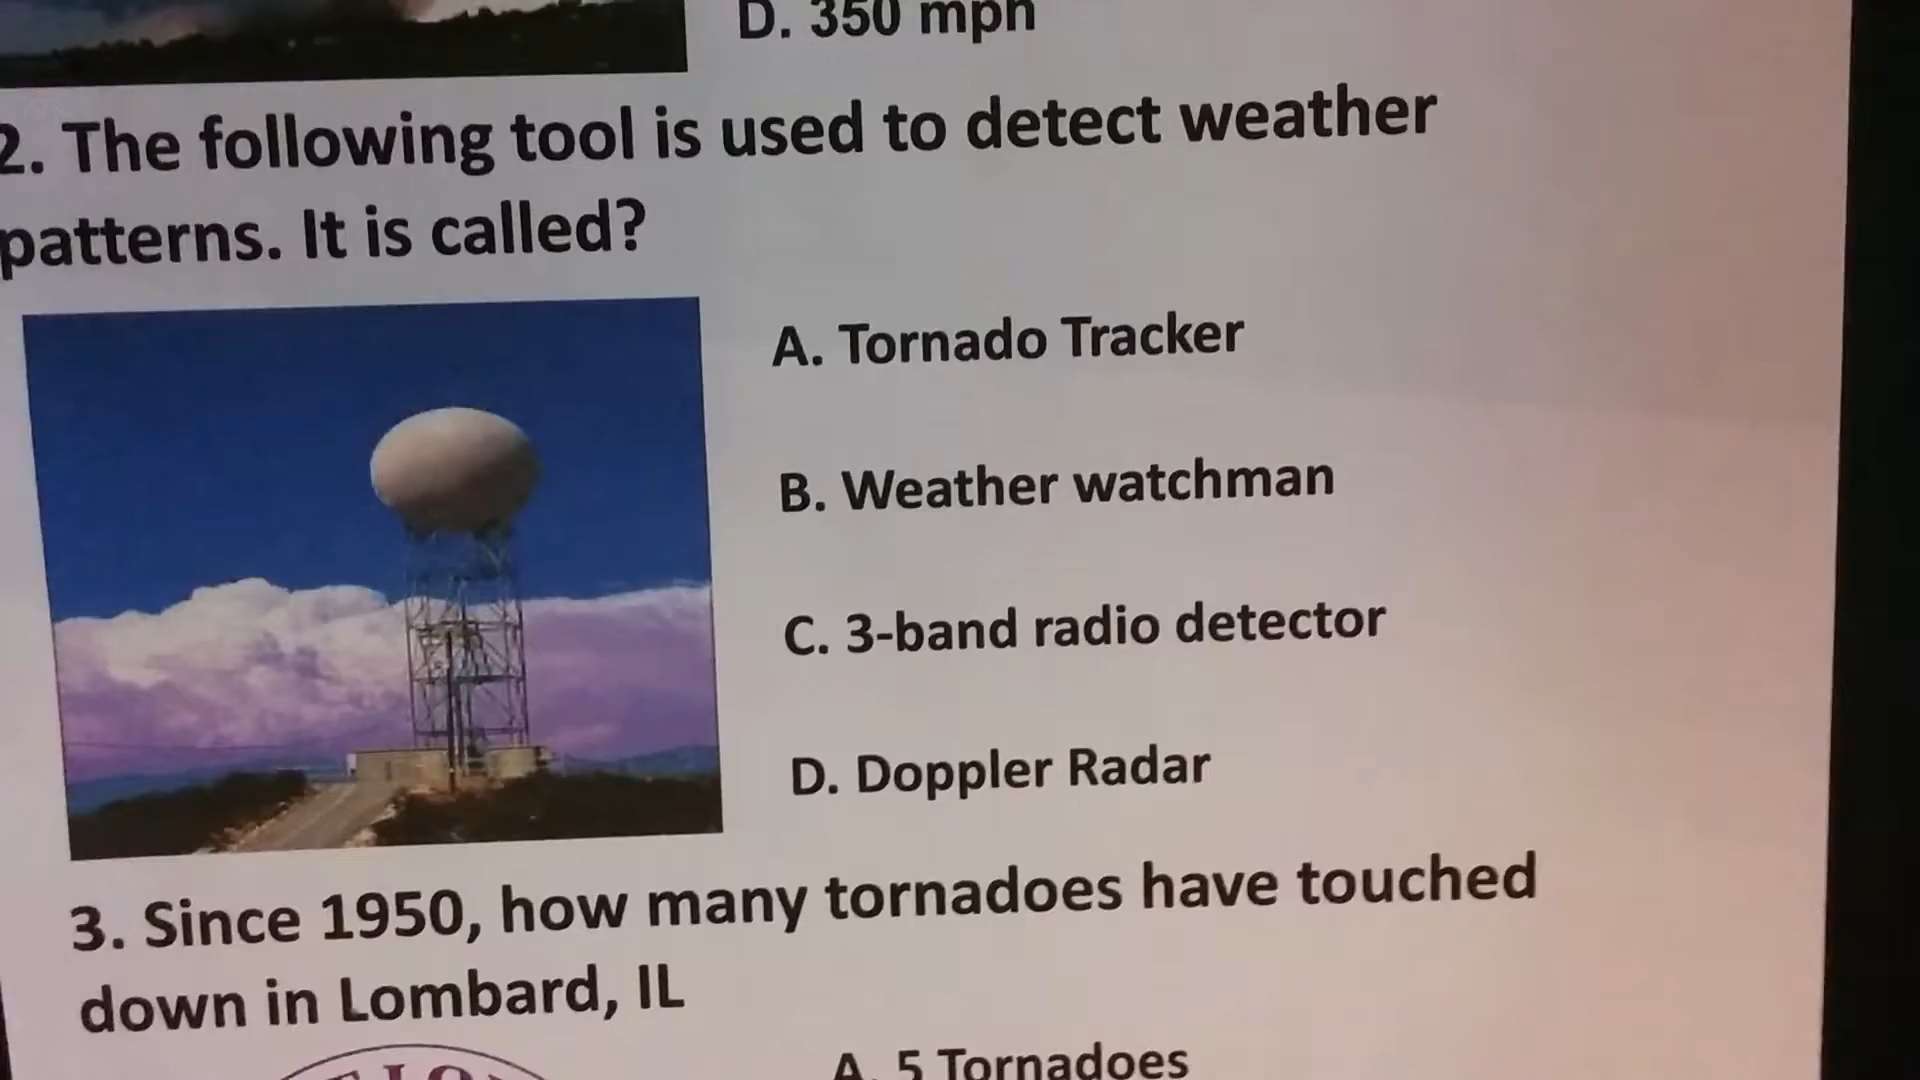 D. 350 mph
2. The following tool is used to detect weather
patterns. It is called?
A. Tornado Tracker
B. Weather watchman
C. 3-band radio detector
D. Doppler Radar
3. Since 1950, how many tornadoes have touched
down in Lombard, IL
A. 5 Tornadoes